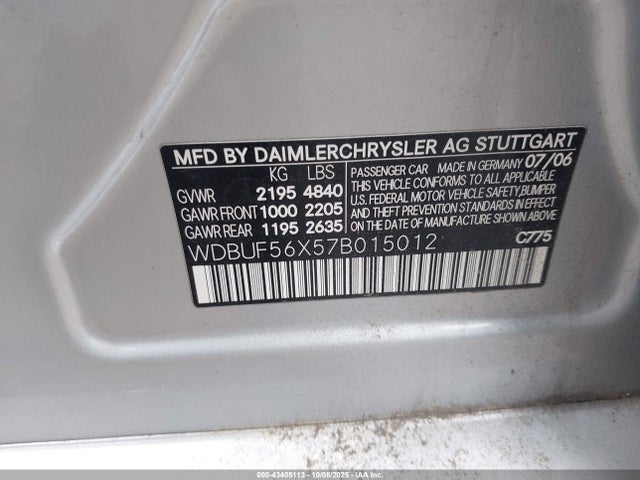 MFD BY DAIMLERCHRYSLER AG STUTTGART
KG LBS
GVWR 2195 4840
GAWR FRONT 1000 2205
GAWR REAR 1195 2635
PASSENGER CAR MADE IN GERMANY 07/06
THIS VEHICLE CONFORMS TO ALL APPLICABLE
U.S. FEDERAL MOTOR VEHICLE SAFETY, BUMPER
AND THEFT PREVENTION STANDARDS IN EFFECT
ON THE DATE OF MANUFACTURE SHOWN ABOVE.
WDBUF56X57B015012
C775
000-43405113 - 10/08/2025 - © IAA, Inc.